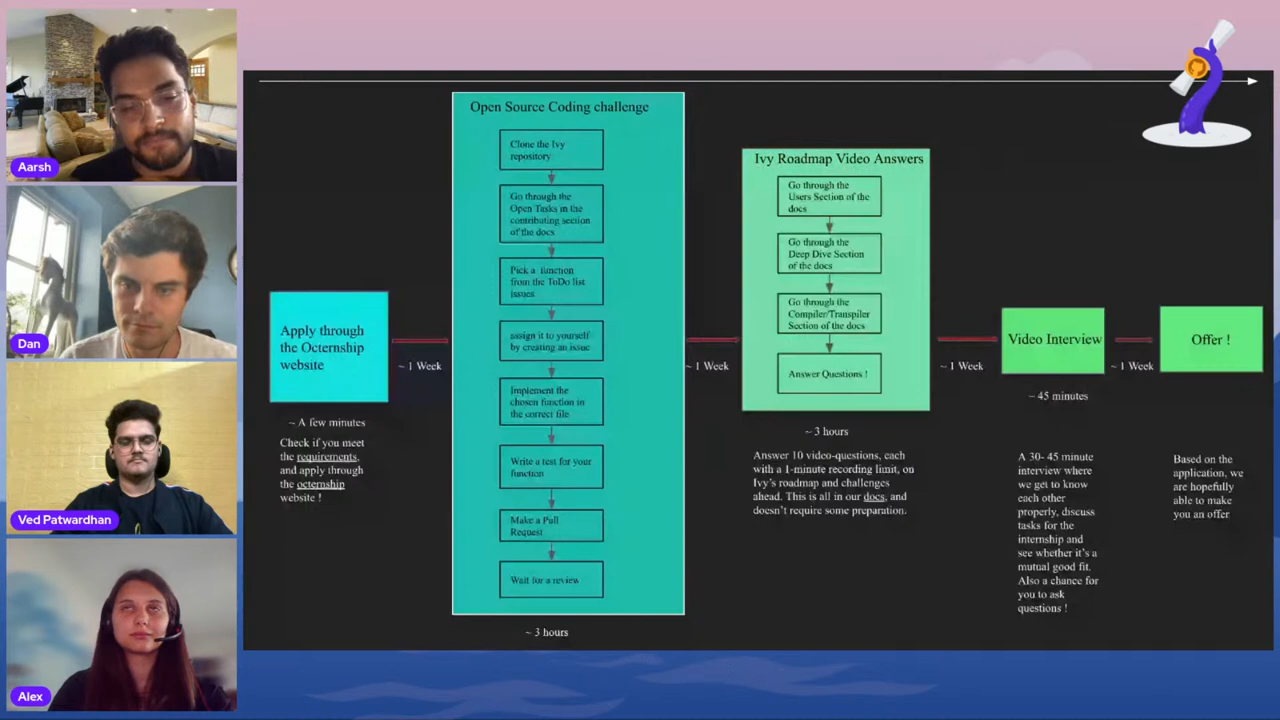 Aarsh
Dan
Ved Patwardhan
Alex
Apply through
the Octernship
website
~ A few minutes
Check if you meet
the requirements,
and apply through
the octernship
website !
~ 1 Week
Open Source Coding challenge
Clone the Ivy
repository
Go through the
Open Tasks in the
contributing section
of the docs
Pick a function
from the ToDo list
issues
assign it to yourself
by creating an issue
Implement the
chosen function in
the correct file
Write a test for your
function
Make a Pull
Request
Wait for a review
~ 3 hours
~ 1 Week
Ivy Roadmap Video Answers
Go through the
Users Section of the
docs
Go through the
Deep Dive Section
of the docs
Go through the
Compiler/Transpiler
Section of the docs
Answer Questions !
~ 3 hours
Answer 10 video-questions, each
with a 1-minute recording limit, on
Ivy's roadmap and challenges
ahead. This is all in our docs, and
doesn't require some preparation.
~ 1 Week
Video Interview
~ 45 minutes
A 30- 45 minute
interview where
we get to know
each other
properly, discuss
tasks for the
internship and
see whether it's a
mutual good fit.
Also a chance for
you to ask
questions !
~ 1 Week
Offer !
Based on the
application, we
are hopefully
able to make
you an offer